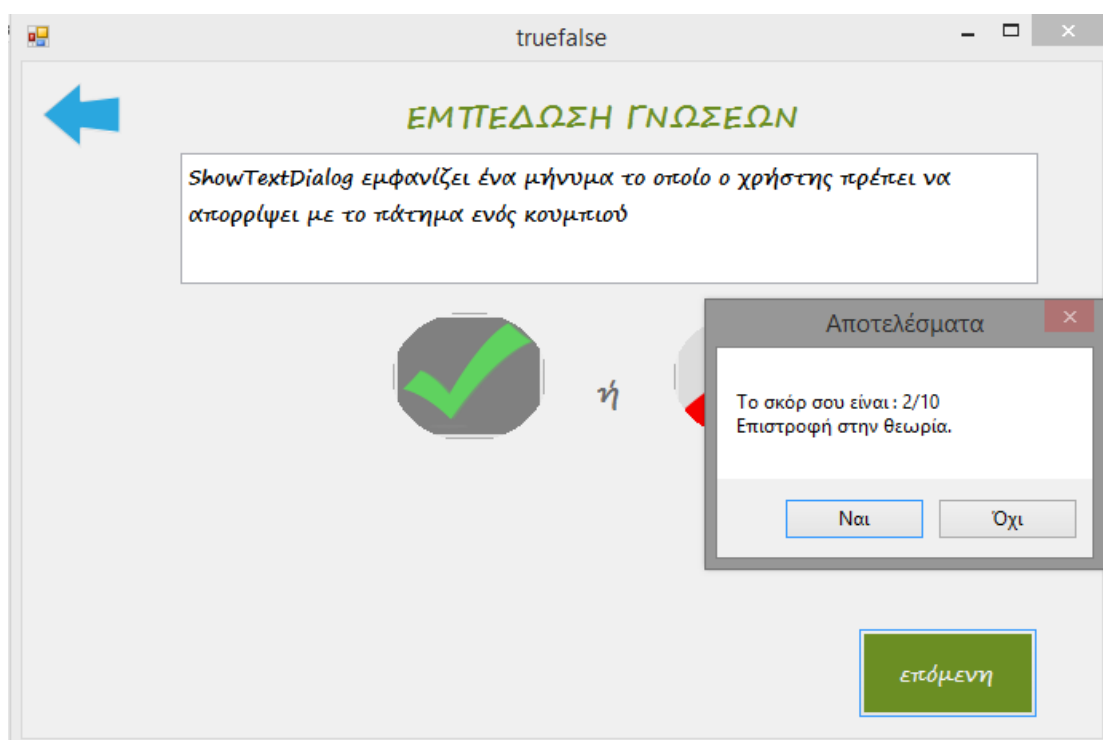 truefalse
ΕΜΠΕΔΩΣΗ ΓΝΩΣΕΩΝ
ShowTextDialog εμφανίζει ένα μήνυμα το οποίο ο χρήστης πρέπει να
απορρίψει με το πάτημα ενός κουμπιού
ή
Αποτελέσματα
Το σκόρ σου είναι : 2/10
Επιστροφή στην θεωρία.
Ναι Όχι
επόμενη